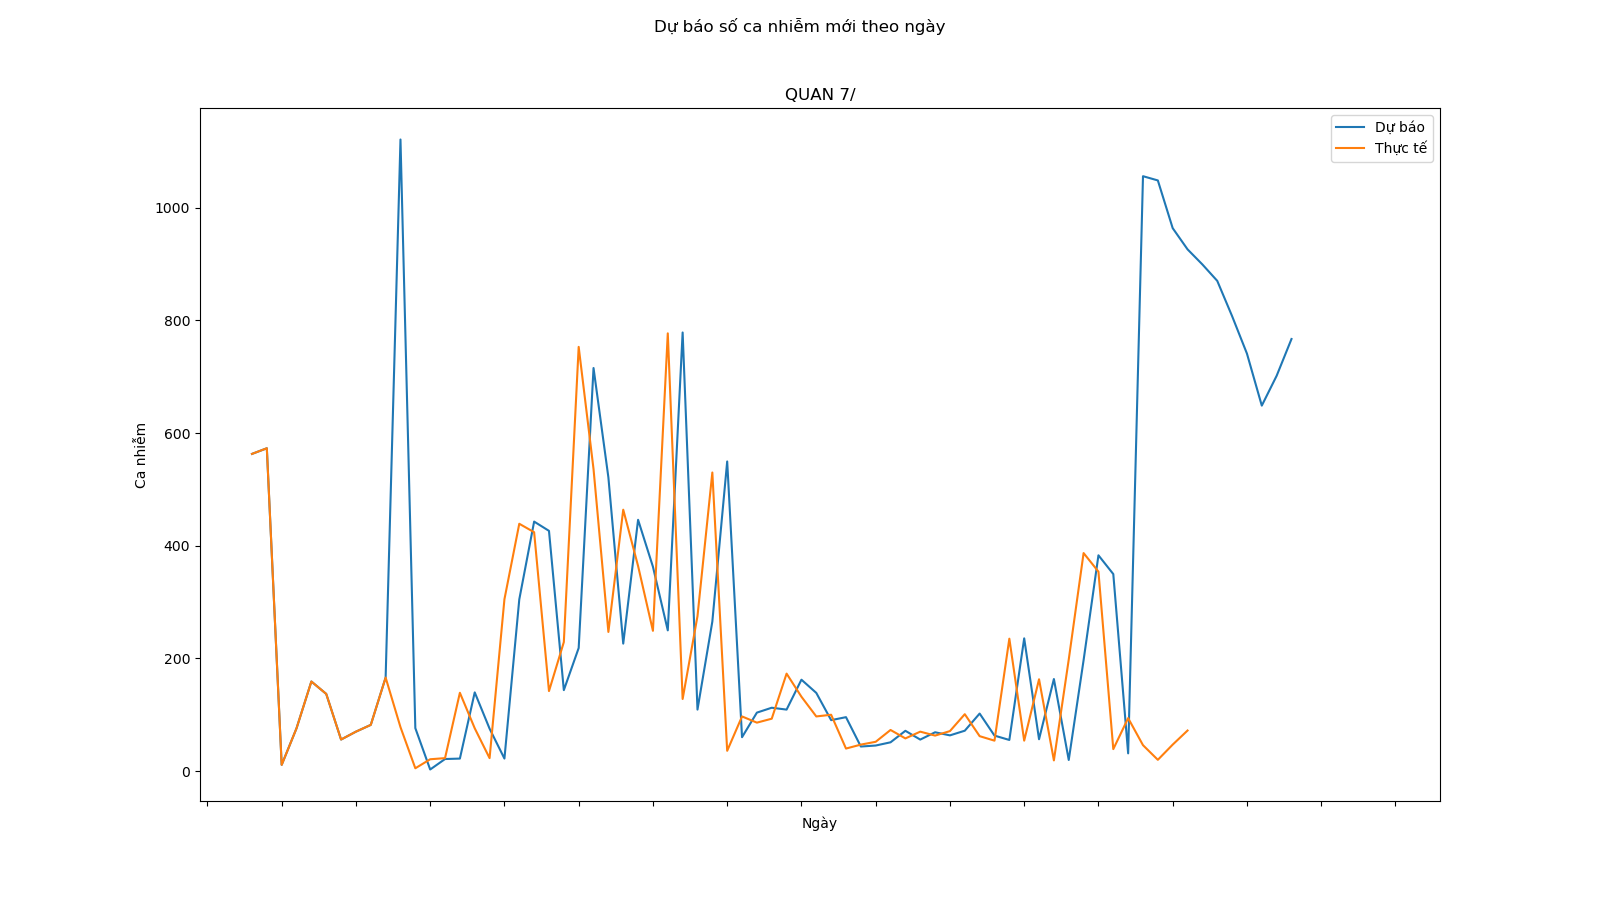 Dự báo số ca nhiễm mới theo ngày
QUAN 7/
Dự báo
Thực tế
1000
800
600
400
200
0
Ca nhiễm
Ngày